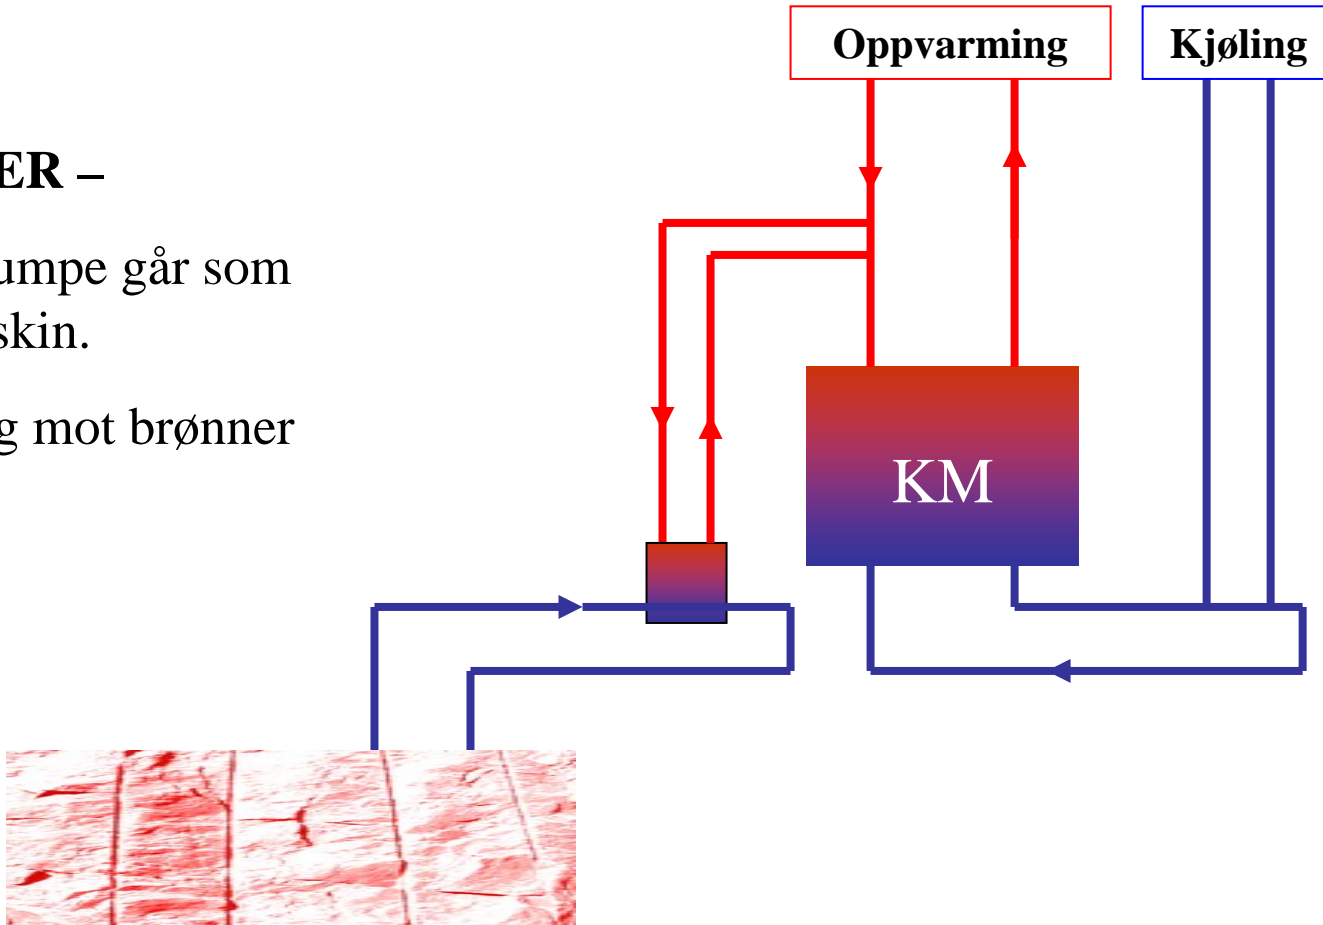 Oppvarming
Kjøling
ER –
umpe går som
skin.
g mot brønner
KM